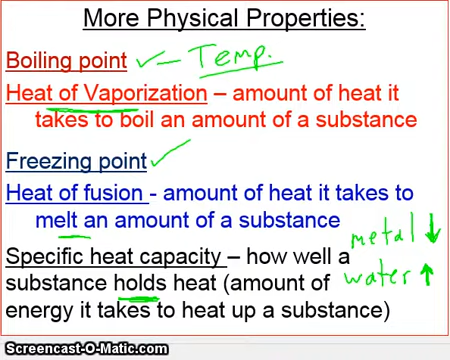 More Physical Properties:
Boiling point ✓ – Temp.
Heat of Vaporization – amount of heat it
takes to boil an amount of a substance
Freezing point ✓
Heat of fusion - amount of heat it takes to
melt an amount of a substance
metal ↓
Specific heat capacity – how well a
substance holds heat (amount of
water ↑
energy it takes to heat up a substance)
Screencast-O-Matic.com